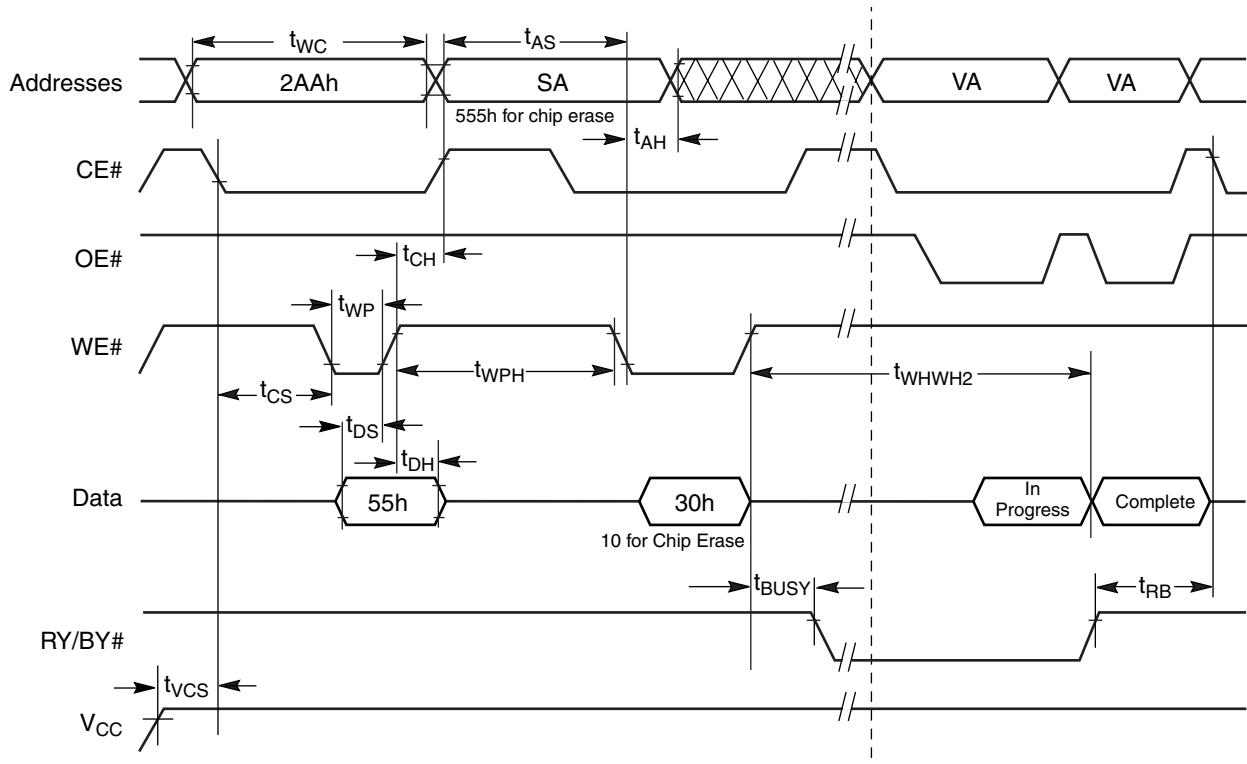 tWC
tAS
Addresses
2AAh
SA
VA
VA
555h for chip erase
tAH
CE#
OE#
tCH
tWP
WE#
tWPH
tWHWH2
tCS
tDS
tDH
Data
55h
30h
In
Progress
Complete
10 for Chip Erase
tBUSY
tRB
RY/BY#
tVCS
VCC